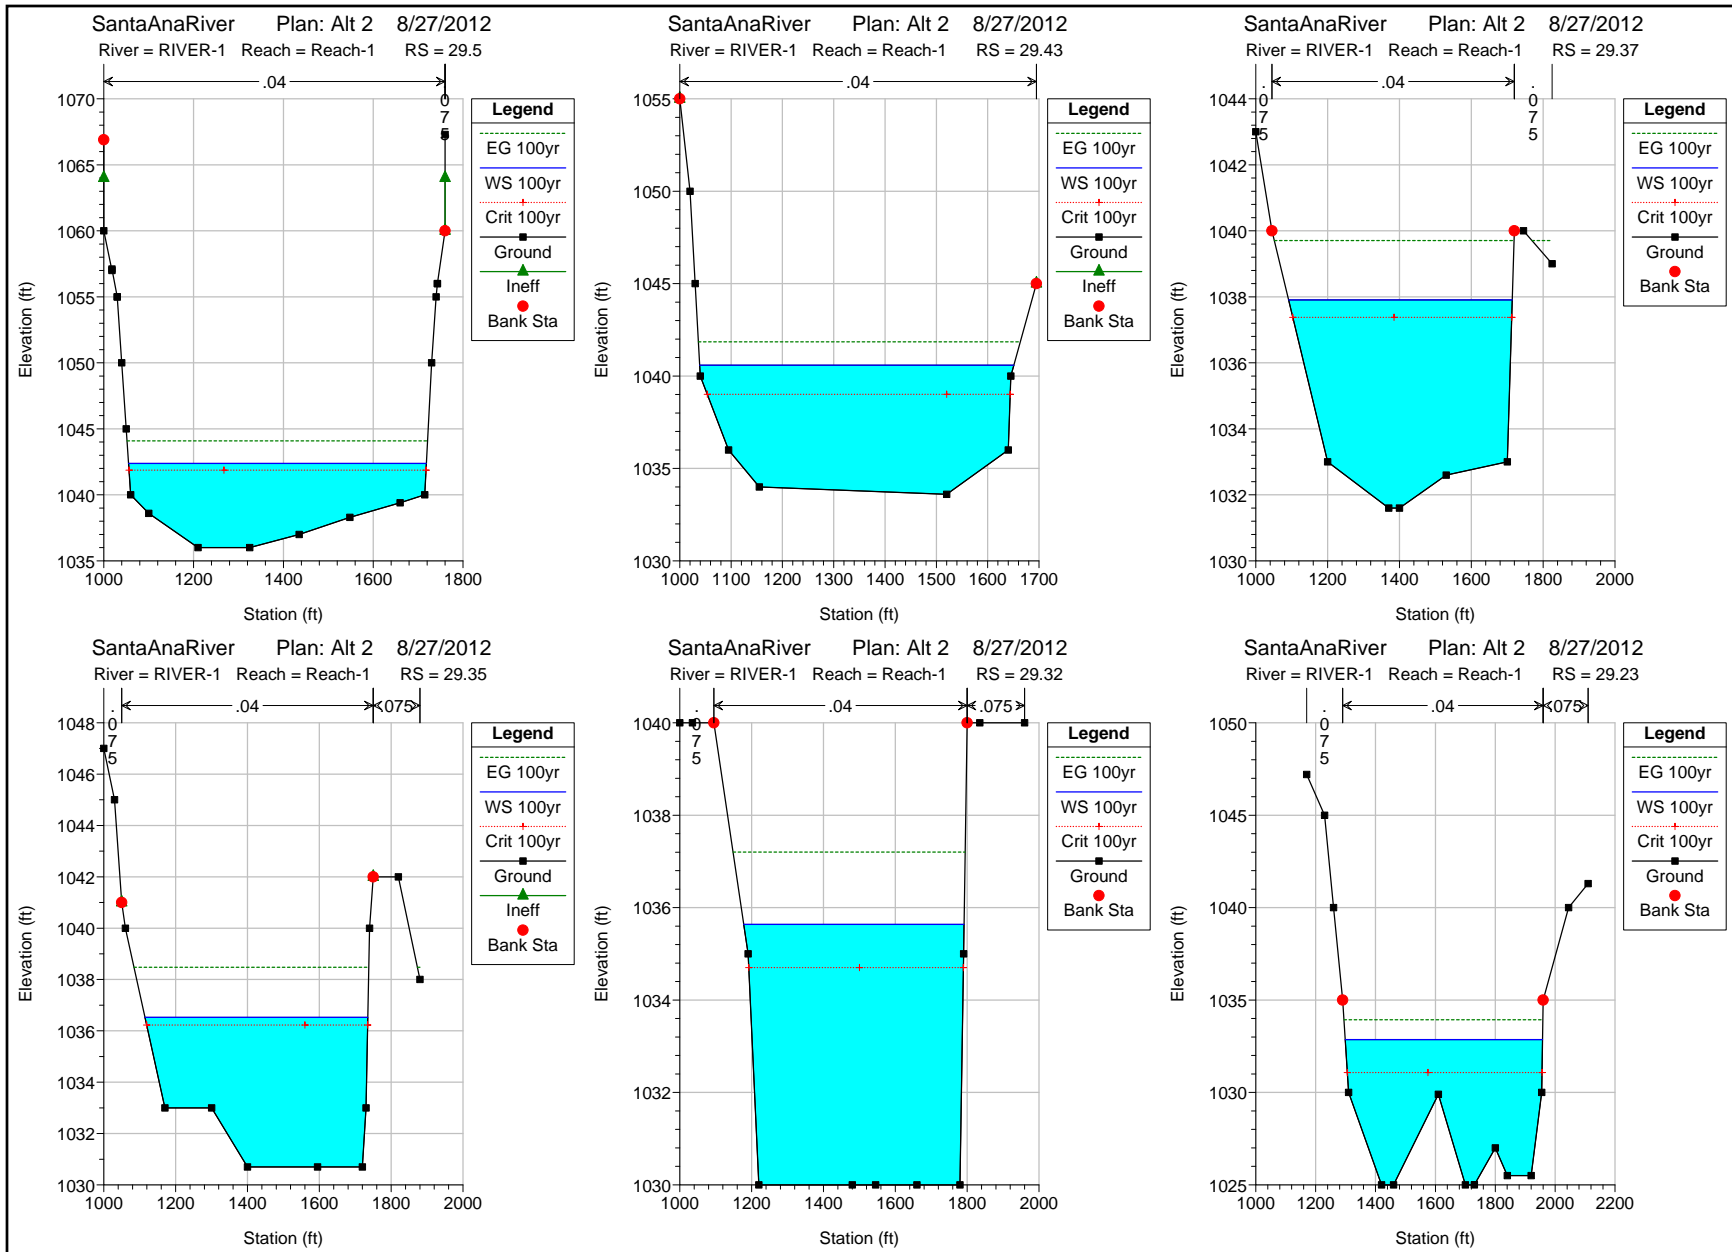 SantaAnaRiver Plan: Alt 2 8/27/2012
River = RIVER-1 Reach = Reach-1 RS = 29.5
.04
.075
1070
1065
1060
1055
1050
1045
1040
1035
1000 1200 1400 1600 1800
Station (ft)
Elevation (ft)
Legend
EG 100yr
WS 100yr
Crit 100yr
Ground
Ineff
Bank Sta
SantaAnaRiver Plan: Alt 2 8/27/2012
River = RIVER-1 Reach = Reach-1 RS = 29.43
.04
1055
1050
1045
1040
1035
1030
1000 1100 1200 1300 1400 1500 1600 1700
Station (ft)
Elevation (ft)
Legend
EG 100yr
WS 100yr
Crit 100yr
Ground
Ineff
Bank Sta
SantaAnaRiver Plan: Alt 2 8/27/2012
River = RIVER-1 Reach = Reach-1 RS = 29.37
.075
.04
.075
1044
1042
1040
1038
1036
1034
1032
1030
1000 1200 1400 1600 1800 2000
Station (ft)
Elevation (ft)
Legend
EG 100yr
WS 100yr
Crit 100yr
Ground
Bank Sta
SantaAnaRiver Plan: Alt 2 8/27/2012
River = RIVER-1 Reach = Reach-1 RS = 29.35
.075
.04
.075
1048
1046
1044
1042
1040
1038
1036
1034
1032
1030
1000 1200 1400 1600 1800 2000
Station (ft)
Elevation (ft)
Legend
EG 100yr
WS 100yr
Crit 100yr
Ground
Ineff
Bank Sta
SantaAnaRiver Plan: Alt 2 8/27/2012
River = RIVER-1 Reach = Reach-1 RS = 29.32
.075
.04
.075
1040
1038
1036
1034
1032
1030
1000 1200 1400 1600 1800 2000
Station (ft)
Elevation (ft)
Legend
EG 100yr
WS 100yr
Crit 100yr
Ground
Bank Sta
SantaAnaRiver Plan: Alt 2 8/27/2012
River = RIVER-1 Reach = Reach-1 RS = 29.23
.075
.04
.075
1050
1045
1040
1035
1030
1025
1000 1200 1400 1600 1800 2000 2200
Station (ft)
Elevation (ft)
Legend
EG 100yr
WS 100yr
Crit 100yr
Ground
Bank Sta